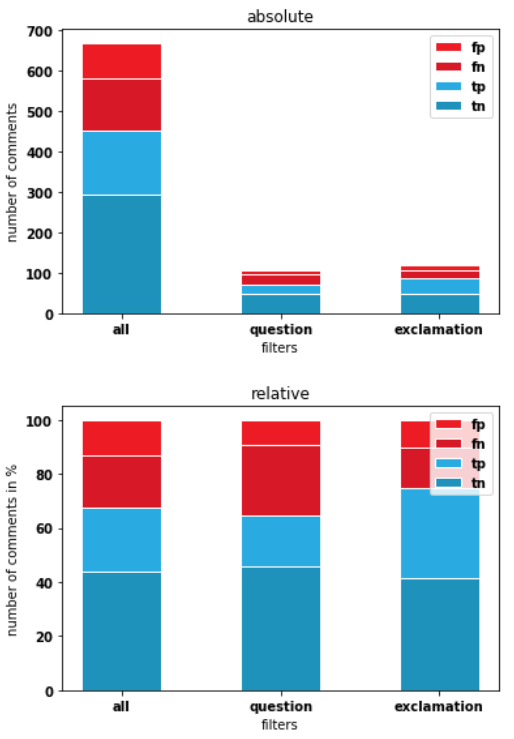 absolute
700
600
500
400
300
200
100
0
number of comments
fp
fn
tp
tn
all question exclamation
filters
relative
100
80
60
40
20
0
number of comments in %
fp
fn
tp
tn
all question exclamation
filters